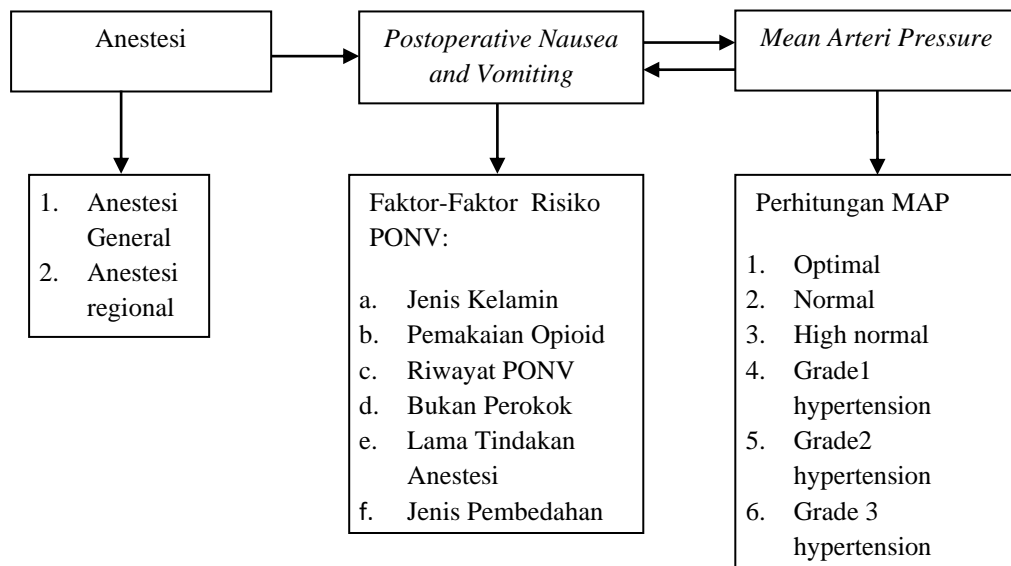 Anestesi
Postoperative Nausea
and Vomiting
Mean Arteri Pressure
1. Anestesi
General
2. Anestesi
regional
Faktor-Faktor Risiko
PONV:
a. Jenis Kelamin
b. Pemakaian Opioid
c. Riwayat PONV
d. Bukan Perokok
e. Lama Tindakan
Anestesi
f. Jenis Pembedahan
Perhitungan MAP
1. Optimal
2. Normal
3. High normal
4. Grade1
hypertension
5. Grade2
hypertension
6. Grade 3
hypertension